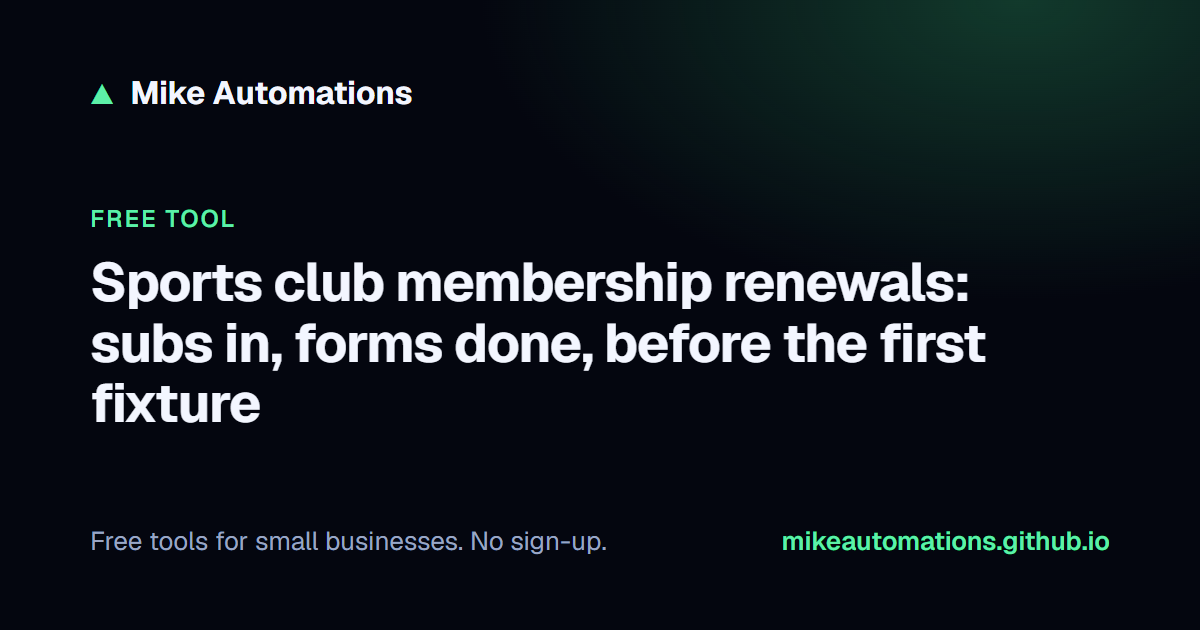 Mike Automations
FREE TOOL
Sports club membership renewals:
subs in, forms done, before the first
fixture
Free tools for small businesses. No sign-up.
mikeautomations.github.io